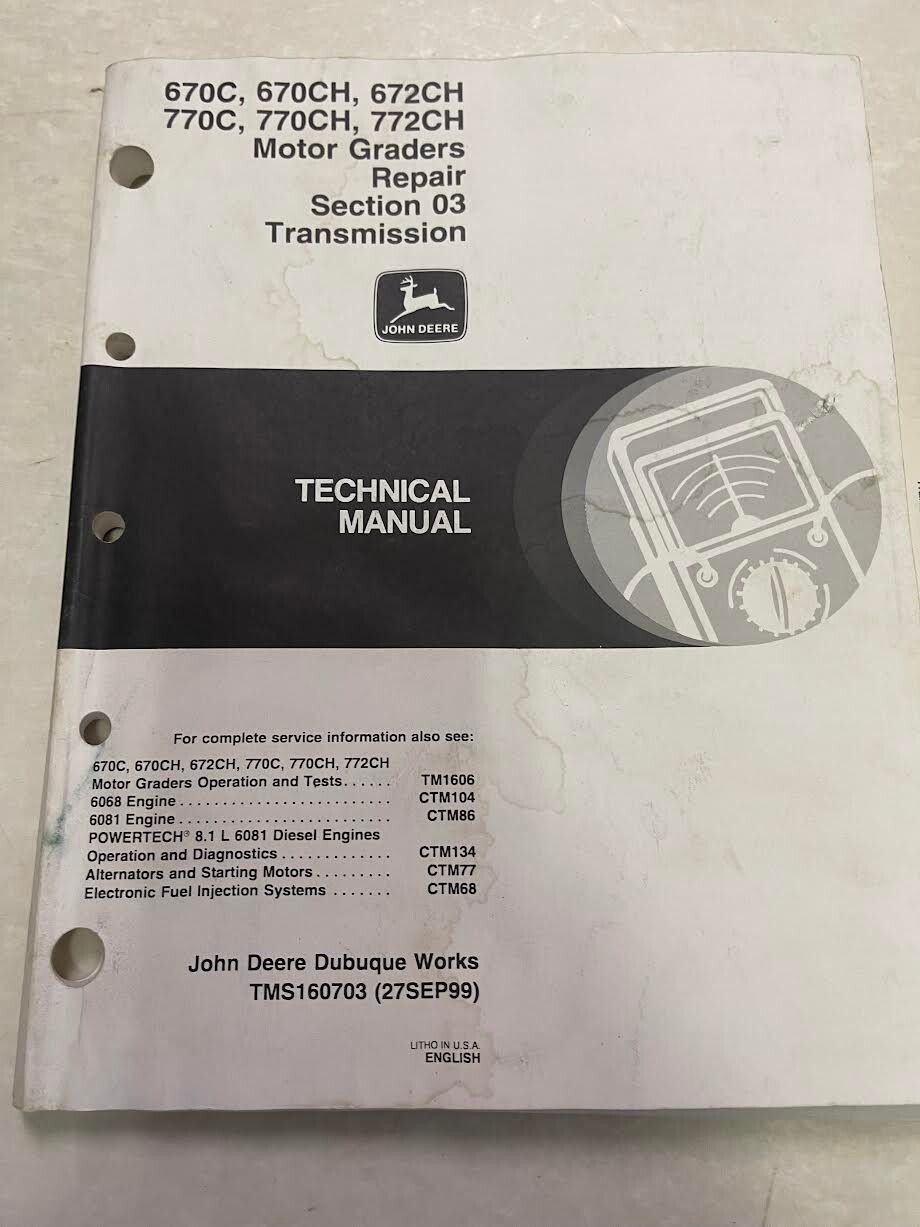 670C, 670CH, 672CH
770C, 770CH, 772CH
Motor Graders
Repair
Section 03
Transmission
JOHN DEERE
TECHNICAL
MANUAL
For complete service information also see:
670C, 670CH, 672CH, 770C, 770CH, 772CH
Motor Graders Operation and Tests...... TM1606
6068 Engine.......................... CTM104
6081 Engine.......................... CTM86
POWERTECH® 8.1 L 6081 Diesel Engines
Operation and Diagnostics............. CTM134
Alternators and Starting Motors......... CTM77
Electronic Fuel Injection Systems ....... CTM68
John Deere Dubuque Works
TMS160703 (27SEP99)
LITHO IN U.S.A.
ENGLISH